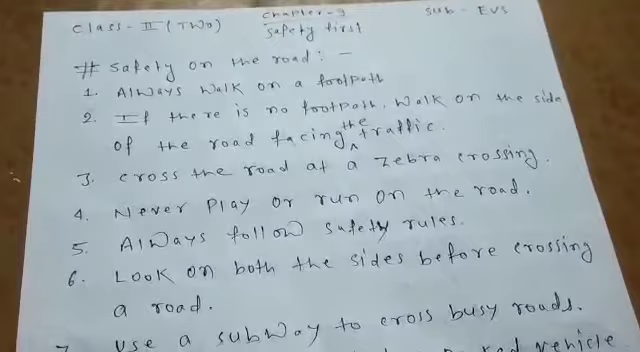 Class - II (Two) Chapter-9 Sub - EVS
Safety first
# Safety on the road : -
1. Always walk on a footpath
2. If there is no footpath, walk on the side
of the road facing the traffic.
3. Cross the road at a Zebra crossing.
4. Never play or run on the road.
5. Always follow safety rules.
6. Look on both the sides before crossing
a road.
7. Use a subway to cross busy roads.
vehicle